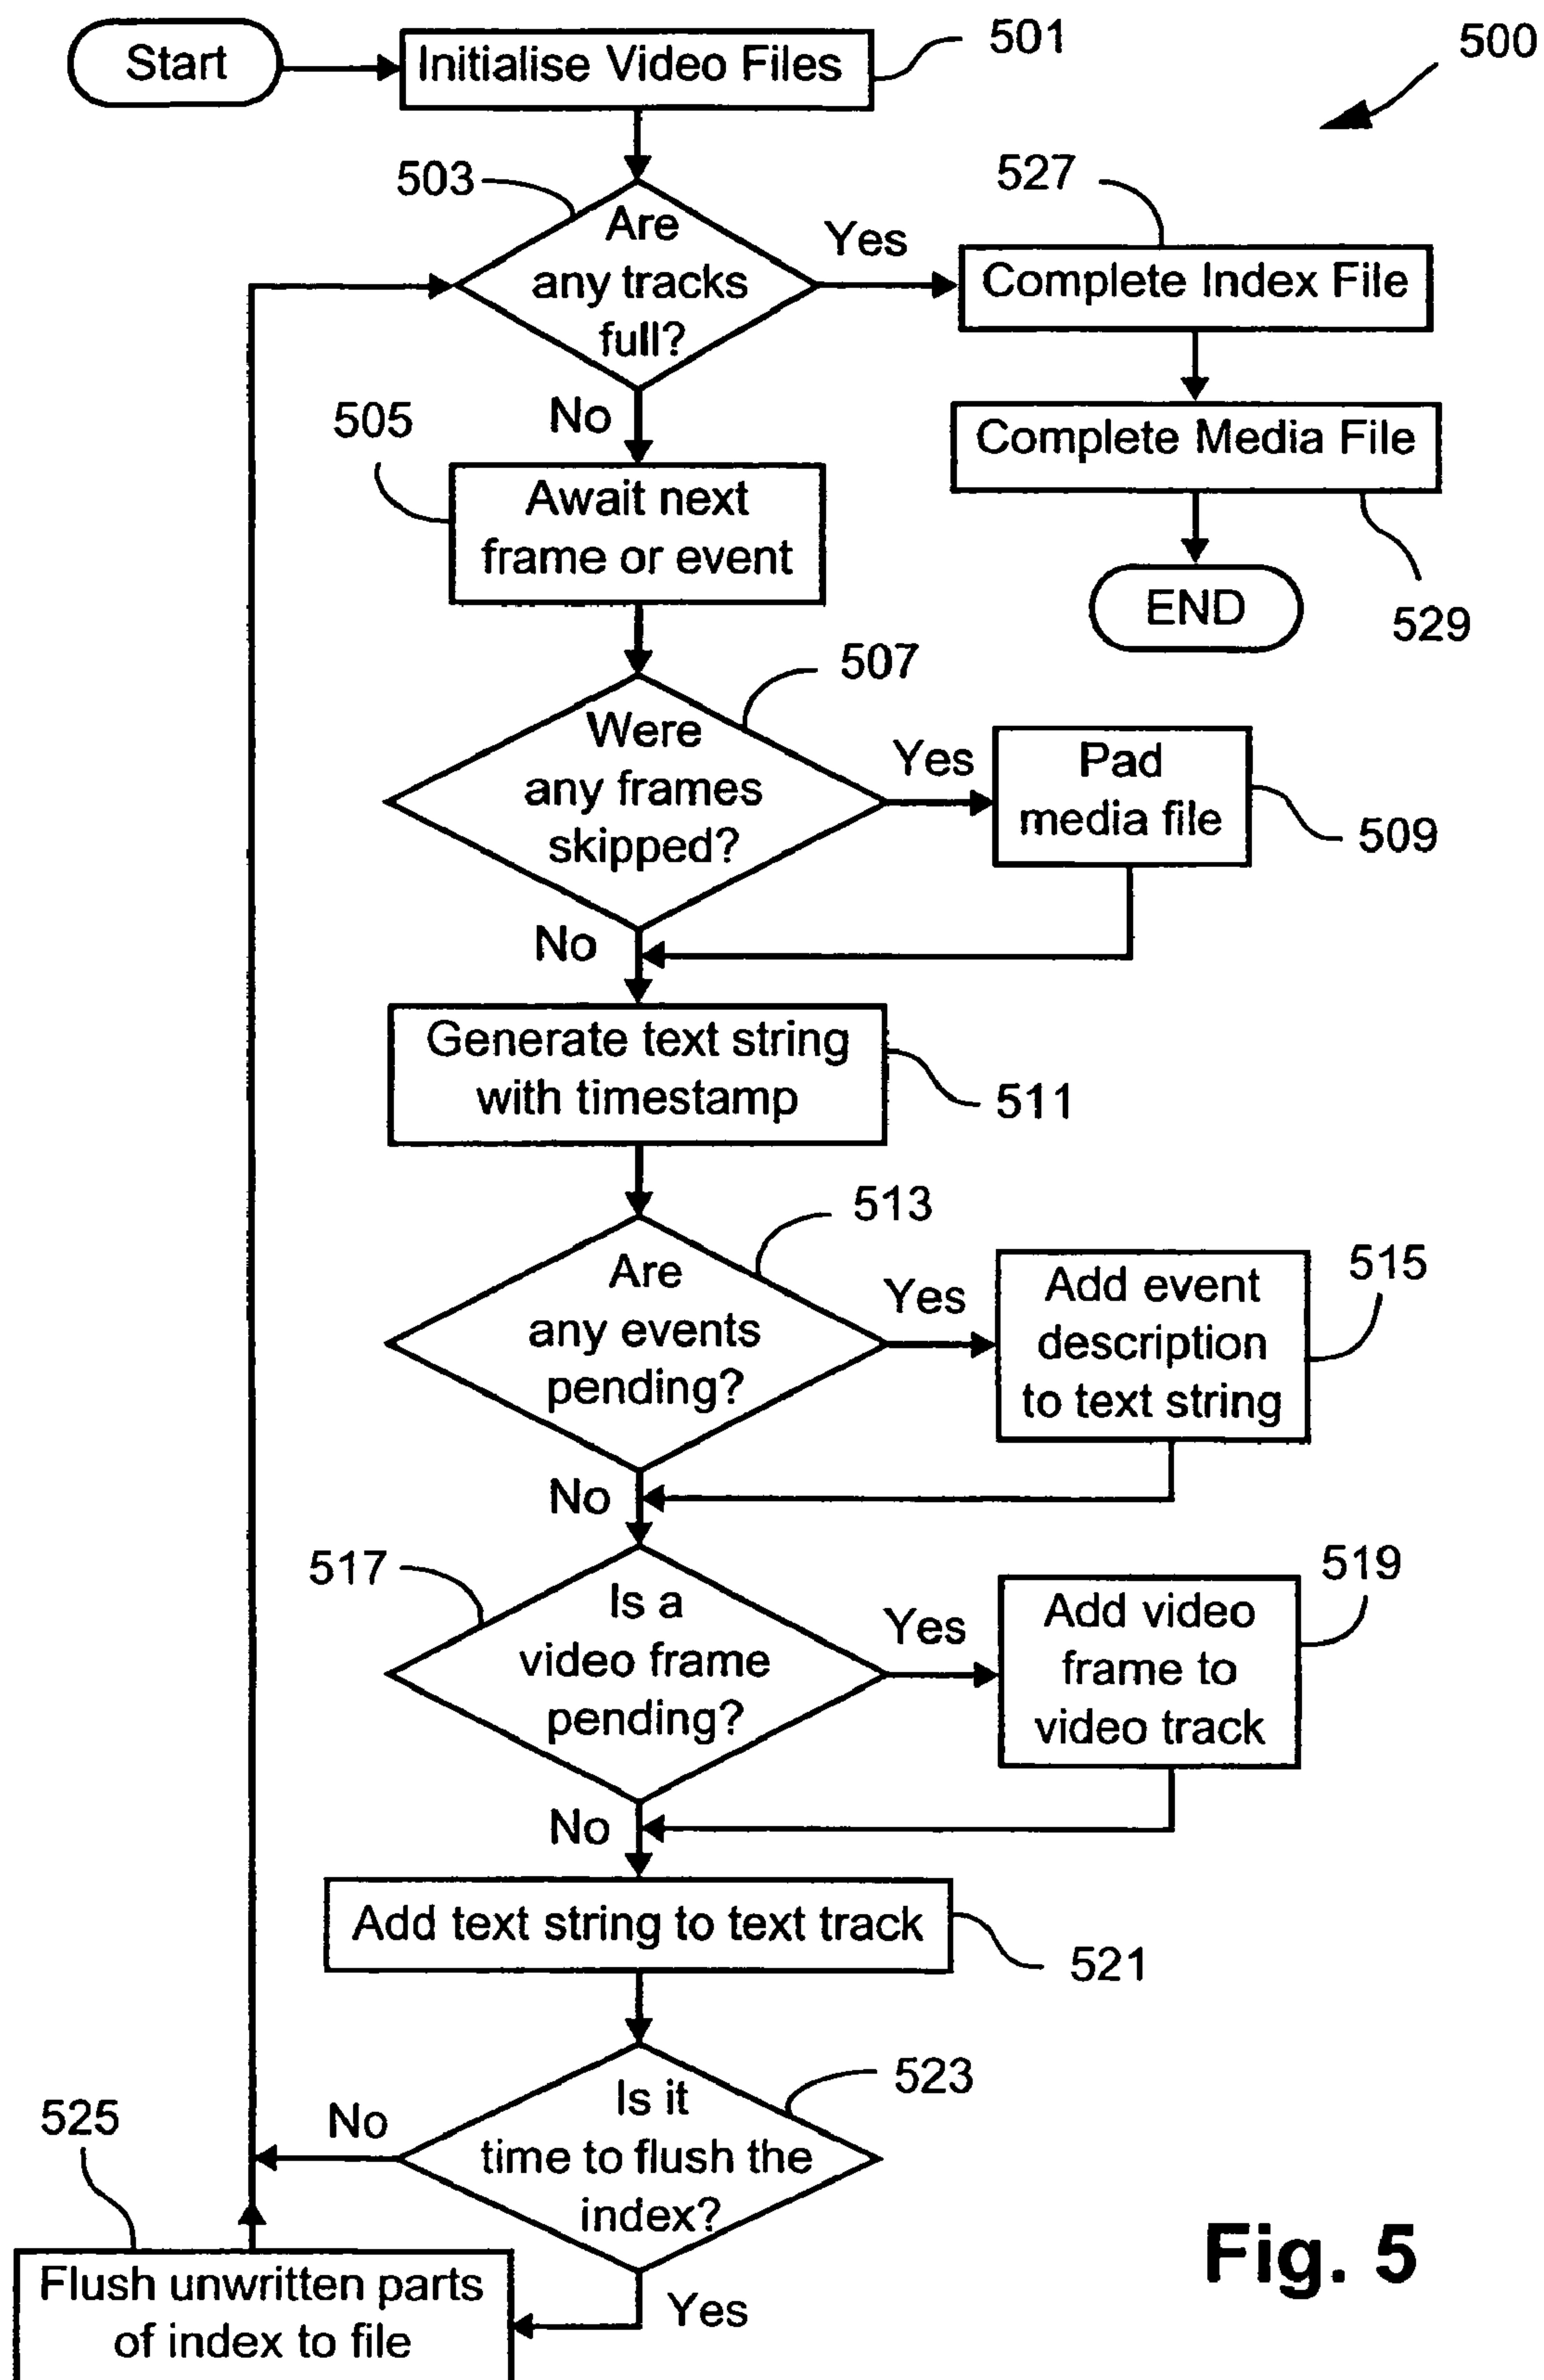 Start
Initialise Video Files
501
500
503
Are
any tracks
full?
Yes
527
Complete Index File
No
505
Await next
frame or event
Complete Media File
529
END
507
Were
any frames
skipped?
Yes
Pad
media file
509
No
Generate text string
with timestamp
511
513
Are
any events
pending?
Yes
Add event
description
to text string
515
No
517
Is a
video frame
pending?
Yes
Add video
frame to
video track
519
No
Add text string to text track
521
523
Is it
time to flush the
index?
No
525
Yes
Flush unwritten parts
of index to file
Fig. 5